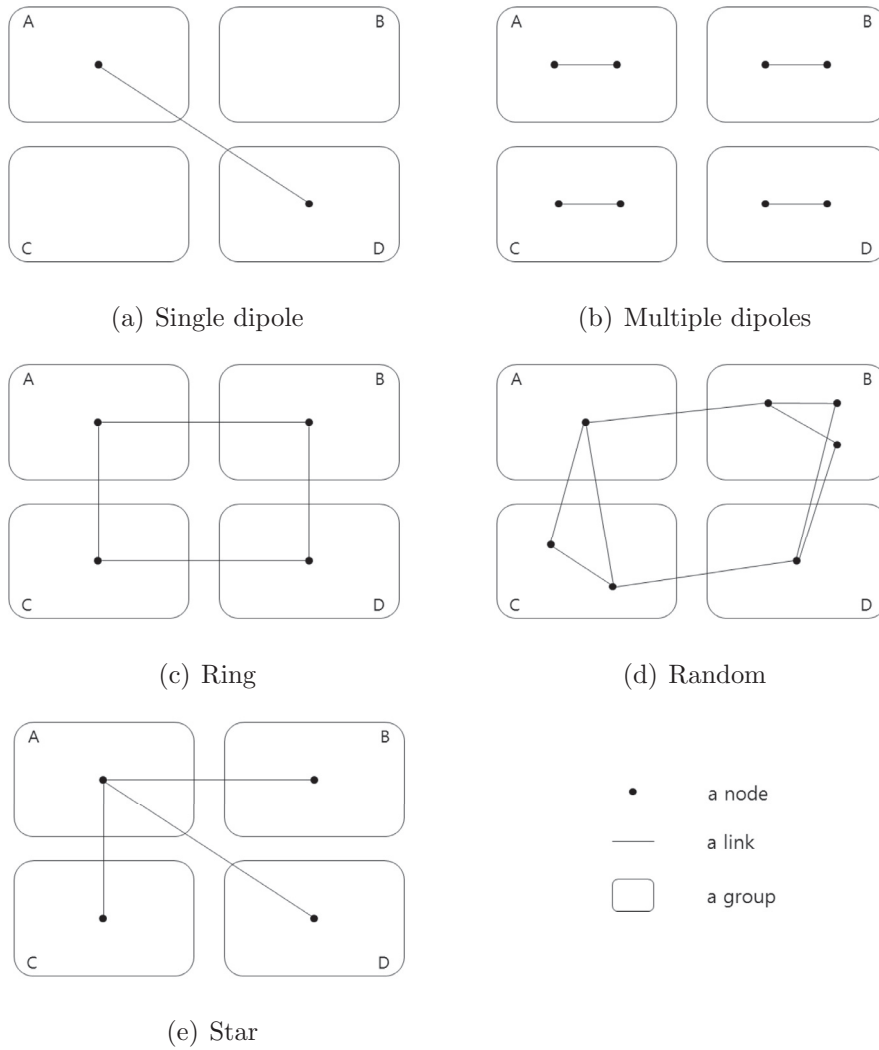 A B A B
C D C D
(a) Single dipole (b) Multiple dipoles
A B A B
C D C D
(c) Ring (d) Random
A B
a node
a link
a group
C D
(e) Star